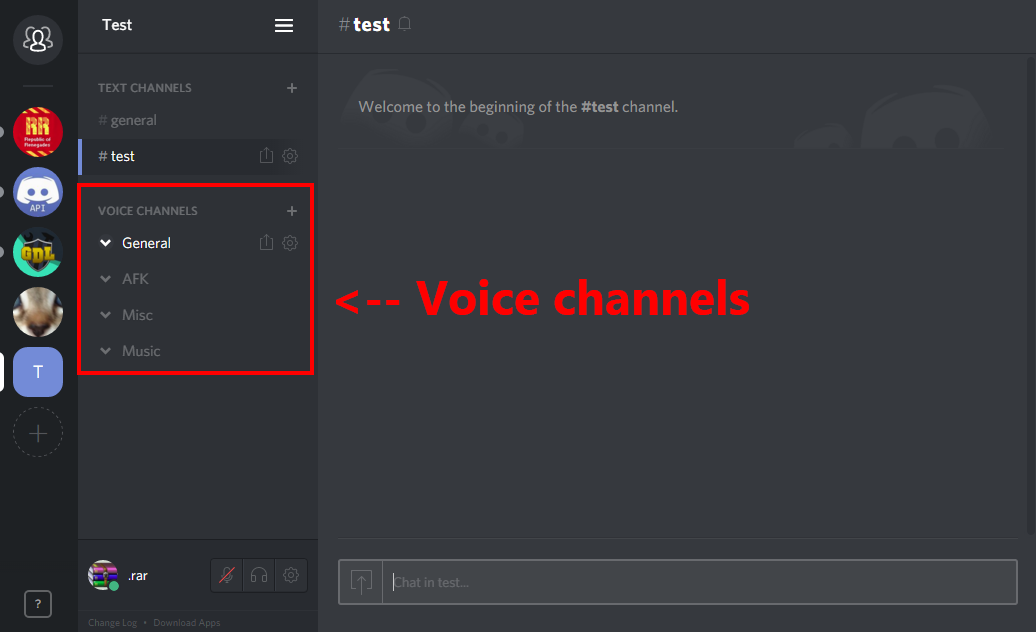 Test
#test
TEXT CHANNELS +
# general
# test
Welcome to the beginning of the #test channel.
RR
Republic of
Renegades
API
GDL
T
+
VOICE CHANNELS +
General
AFK
Misc
Music
<-- Voice channels
.rar
Chat in test...
?
Change Log • Download Apps